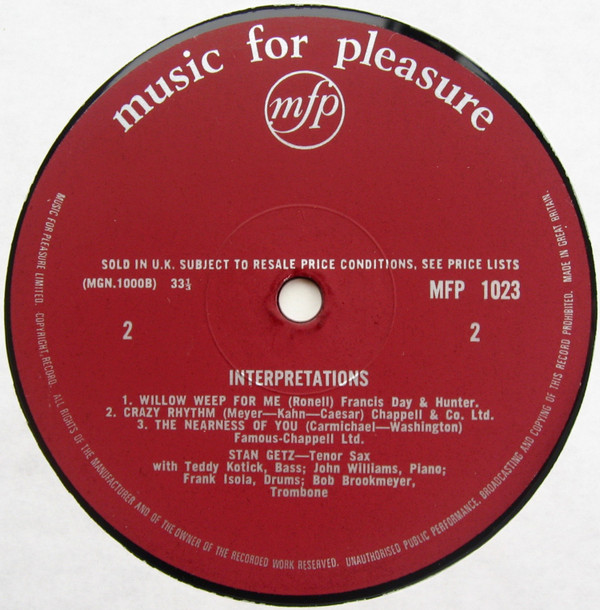 music for pleasure
mfp
SOLD IN U.K. SUBJECT TO RESALE PRICE CONDITIONS, SEE PRICE LISTS
(MGN.1000B) 33⅓ MFP 1023
2 2
INTERPRETATIONS
1. WILLOW WEEP FOR ME (Ronell) Francis Day & Hunter.
2. CRAZY RHYTHM (Meyer—Kahn—Caesar) Chappell & Co. Ltd.
3. THE NEARNESS OF YOU (Carmichael—Washington)
Famous-Chappell Ltd.
STAN GETZ—Tenor Sax
with Teddy Kotick, Bass; John Williams, Piano;
Frank Isola, Drums; Bob Brookmeyer,
Trombone
MUSIC FOR PLEASURE LIMITED. COPYRIGHT RECORD. ALL RIGHTS OF THE MANUFACTURER AND OF THE OWNER OF THE RECORDED WORK RESERVED. UNAUTHORISED PUBLIC PERFORMANCE, BROADCASTING AND COPYING OF THIS RECORD PROHIBITED. MADE IN GREAT BRITAIN.